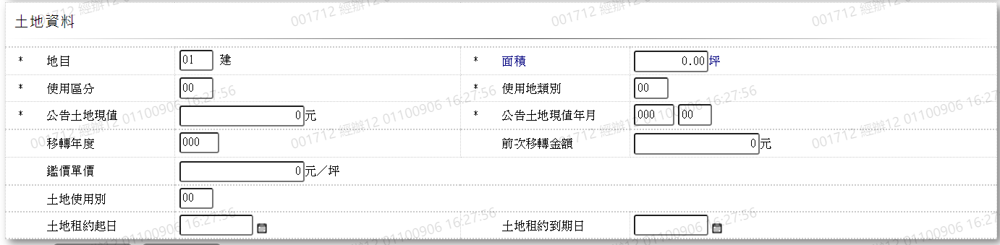 土地資料
* 地目 01 建 * 面積 0.00 坪
* 使用區分 00 * 使用地類別 00
* 公告土地現值 0 元 * 公告土地現值年月 000 00
移轉年度 000 前次移轉金額 0 元
鑑價單價 0 元／坪
土地使用別 00
土地租約起日 土地租約到期日
001712 經辦12 01100906 16:27:56